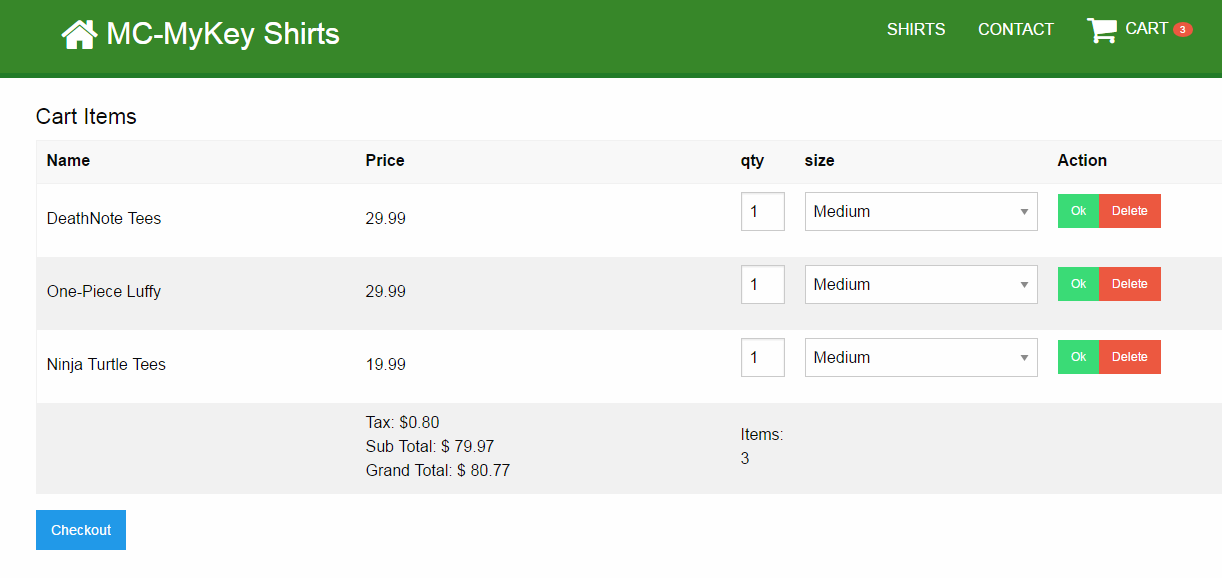 MC-MyKey Shirts SHIRTS CONTACT CART 3
Cart Items
Name Price qty size Action
DeathNote Tees 29.99 1 Medium Ok Delete
One-Piece Luffy 29.99 1 Medium Ok Delete
Ninja Turtle Tees 19.99 1 Medium Ok Delete
Tax: $0.80
Sub Total: $ 79.97
Grand Total: $ 80.77
Items:
3
Checkout